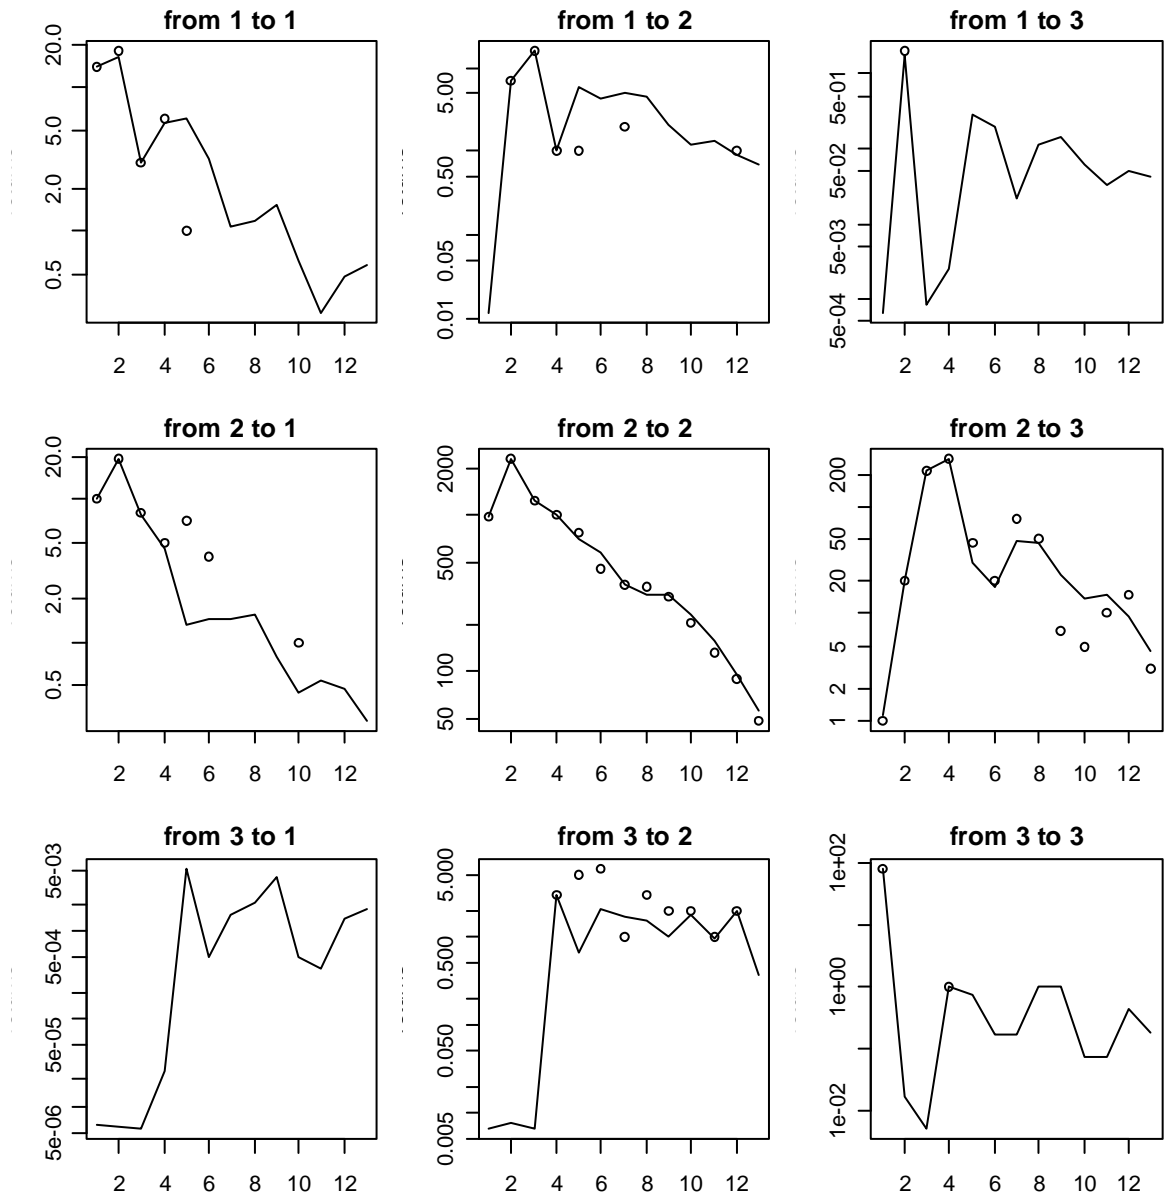 from 1 to 1
from 1 to 2
from 1 to 3
20.0
5.0
2.0
0.5
5.00
0.50
0.05
0.01
5e-01
5e-02
5e-03
5e-04
2 4 6 8 10 12
2 4 6 8 10 12
2 4 6 8 10 12
from 2 to 1
from 2 to 2
from 2 to 3
20.0
5.0
2.0
0.5
2000
500
100
50
200
50
20
5
2
1
2 4 6 8 10 12
2 4 6 8 10 12
2 4 6 8 10 12
from 3 to 1
from 3 to 2
from 3 to 3
5e-03
5e-04
5e-05
5e-06
5.000
0.500
0.050
0.005
1e+02
1e+00
1e-02
2 4 6 8 10 12
2 4 6 8 10 12
2 4 6 8 10 12